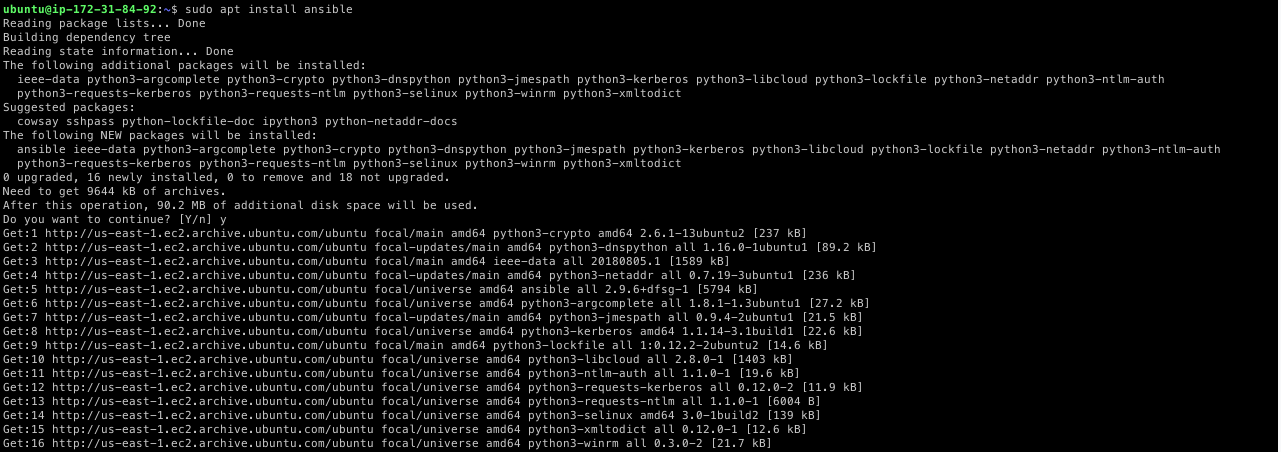 ubuntu@ip-172-31-84-92:~$ sudo apt install ansible
Reading package lists... Done
Building dependency tree
Reading state information... Done
The following additional packages will be installed:
  ieee-data python3-argcomplete python3-crypto python3-dnspython python3-jmespath python3-kerberos python3-libcloud python3-lockfile python3-netaddr python3-ntlm-auth
  python3-requests-kerberos python3-requests-ntlm python3-selinux python3-winrm python3-xmltodict
Suggested packages:
  cowsay sshpass python-lockfile-doc ipython3 python-netaddr-docs
The following NEW packages will be installed:
  ansible ieee-data python3-argcomplete python3-crypto python3-dnspython python3-jmespath python3-kerberos python3-libcloud python3-lockfile python3-netaddr python3-ntlm-auth
  python3-requests-kerberos python3-requests-ntlm python3-selinux python3-winrm python3-xmltodict
0 upgraded, 16 newly installed, 0 to remove and 18 not upgraded.
Need to get 9644 kB of archives.
After this operation, 90.2 MB of additional disk space will be used.
Do you want to continue? [Y/n] y
Get:1 http://us-east-1.ec2.archive.ubuntu.com/ubuntu focal/main amd64 python3-crypto amd64 2.6.1-13ubuntu2 [237 kB]
Get:2 http://us-east-1.ec2.archive.ubuntu.com/ubuntu focal-updates/main amd64 python3-dnspython all 1.16.0-1ubuntu1 [89.2 kB]
Get:3 http://us-east-1.ec2.archive.ubuntu.com/ubuntu focal/main amd64 ieee-data all 20180805.1 [1589 kB]
Get:4 http://us-east-1.ec2.archive.ubuntu.com/ubuntu focal-updates/main amd64 python3-netaddr all 0.7.19-3ubuntu1 [236 kB]
Get:5 http://us-east-1.ec2.archive.ubuntu.com/ubuntu focal/universe amd64 ansible all 2.9.6+dfsg-1 [5794 kB]
Get:6 http://us-east-1.ec2.archive.ubuntu.com/ubuntu focal/universe amd64 python3-argcomplete all 1.8.1-1.3ubuntu1 [27.2 kB]
Get:7 http://us-east-1.ec2.archive.ubuntu.com/ubuntu focal-updates/main amd64 python3-jmespath all 0.9.4-2ubuntu1 [21.5 kB]
Get:8 http://us-east-1.ec2.archive.ubuntu.com/ubuntu focal/universe amd64 python3-kerberos amd64 1.1.14-3.1build1 [22.6 kB]
Get:9 http://us-east-1.ec2.archive.ubuntu.com/ubuntu focal/main amd64 python3-lockfile all 1:0.12.2-2ubuntu2 [14.6 kB]
Get:10 http://us-east-1.ec2.archive.ubuntu.com/ubuntu focal/universe amd64 python3-libcloud all 2.8.0-1 [1403 kB]
Get:11 http://us-east-1.ec2.archive.ubuntu.com/ubuntu focal/universe amd64 python3-ntlm-auth all 1.1.0-1 [19.6 kB]
Get:12 http://us-east-1.ec2.archive.ubuntu.com/ubuntu focal/universe amd64 python3-requests-kerberos all 0.12.0-2 [11.9 kB]
Get:13 http://us-east-1.ec2.archive.ubuntu.com/ubuntu focal/universe amd64 python3-requests-ntlm all 1.1.0-1 [6004 B]
Get:14 http://us-east-1.ec2.archive.ubuntu.com/ubuntu focal/universe amd64 python3-selinux amd64 3.0-1build2 [139 kB]
Get:15 http://us-east-1.ec2.archive.ubuntu.com/ubuntu focal/universe amd64 python3-xmltodict all 0.12.0-1 [12.6 kB]
Get:16 http://us-east-1.ec2.archive.ubuntu.com/ubuntu focal/universe amd64 python3-winrm all 0.3.0-2 [21.7 kB]